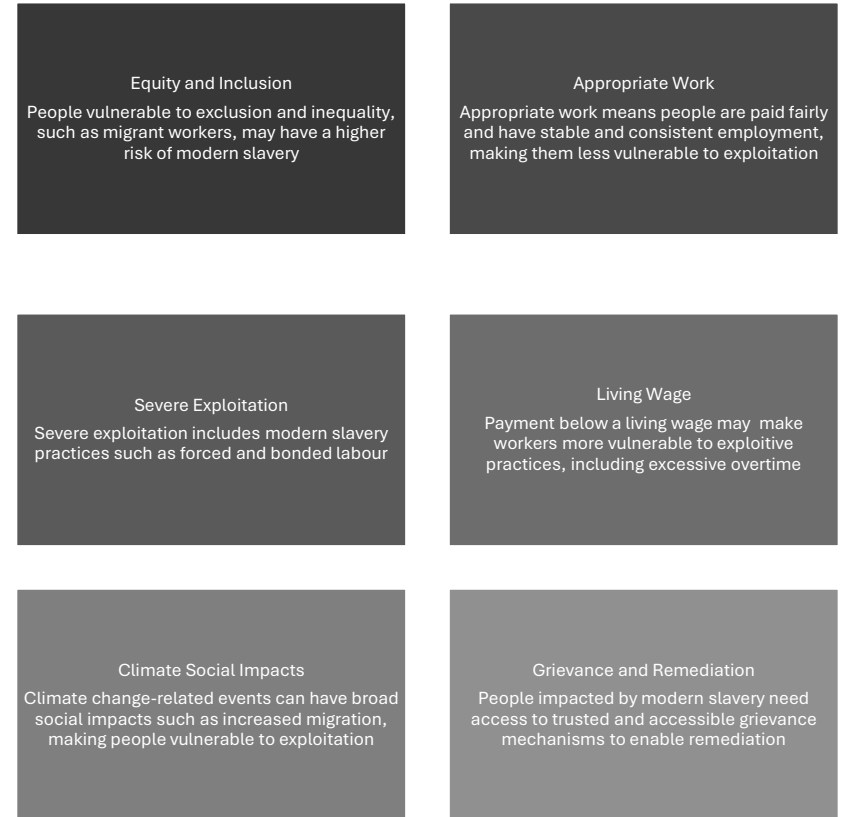 Equity and Inclusion
People vulnerable to exclusion and inequality,
such as migrant workers, may have a higher
risk of modern slavery
Appropriate Work
Appropriate work means people are paid fairly
and have stable and consistent employment,
making them less vulnerable to exploitation
Severe Exploitation
Severe exploitation includes modern slavery
practices such as forced and bonded labour
Living Wage
Payment below a living wage may  make
workers more vulnerable to exploitive
practices, including excessive overtime
Climate Social Impacts
Climate change-related events can have broad
social impacts such as increased migration,
making people vulnerable to exploitation
Grievance and Remediation
People impacted by modern slavery need
access to trusted and accessible grievance
mechanisms to enable remediation